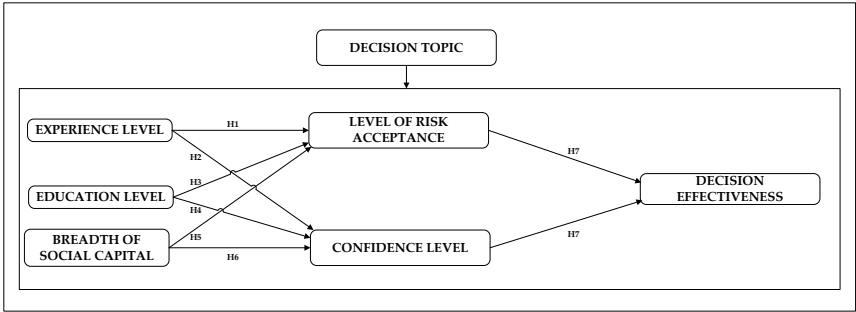 DECISION TOPIC
EXPERIENCE LEVEL
H1
LEVEL OF RISK
ACCEPTANCE
H2
H7
H3
EDUCATION LEVEL
H4
DECISION
EFFECTIVENESS
BREADTH OF
SOCIAL CAPITAL
H5
H6
CONFIDENCE LEVEL
H7